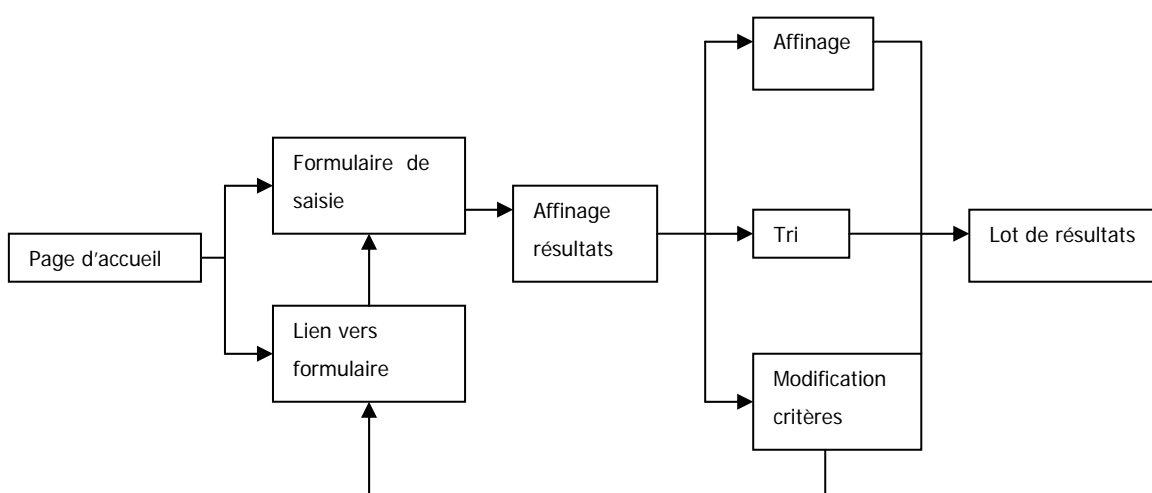 Affinage
Formulaire de
saisie
Affinage
résultats
Tri
Lot de résultats
Page d'accueil
Lien vers
formulaire
Modification
critères